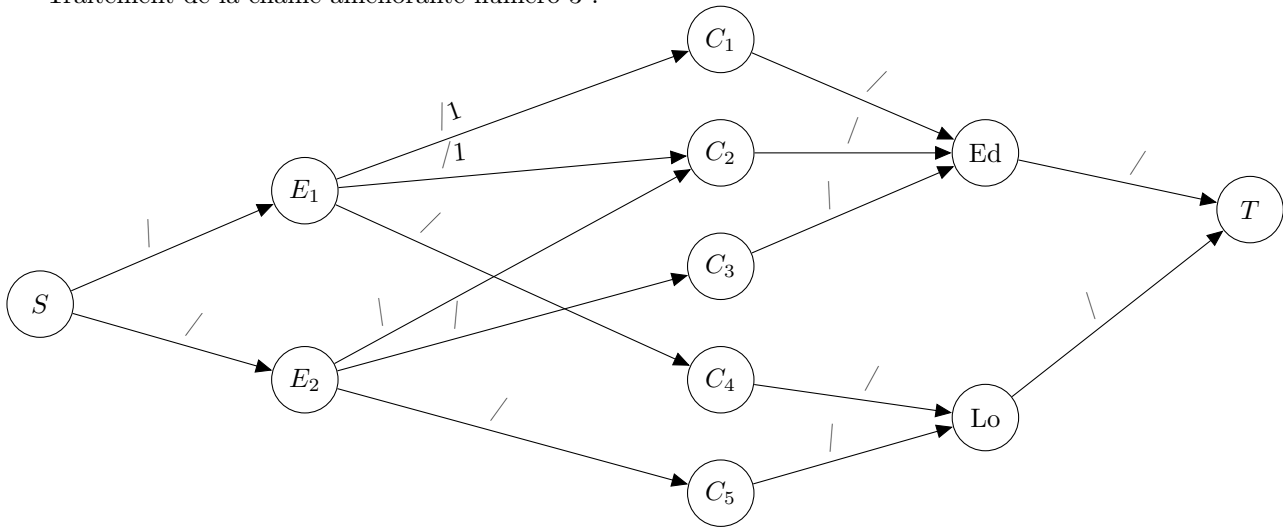 Traitement de la chaîne améliorante numéro 3 :
C1
/1
/1
C2
Ed
E1
T
C3
S
E2
C4
Lo
C5